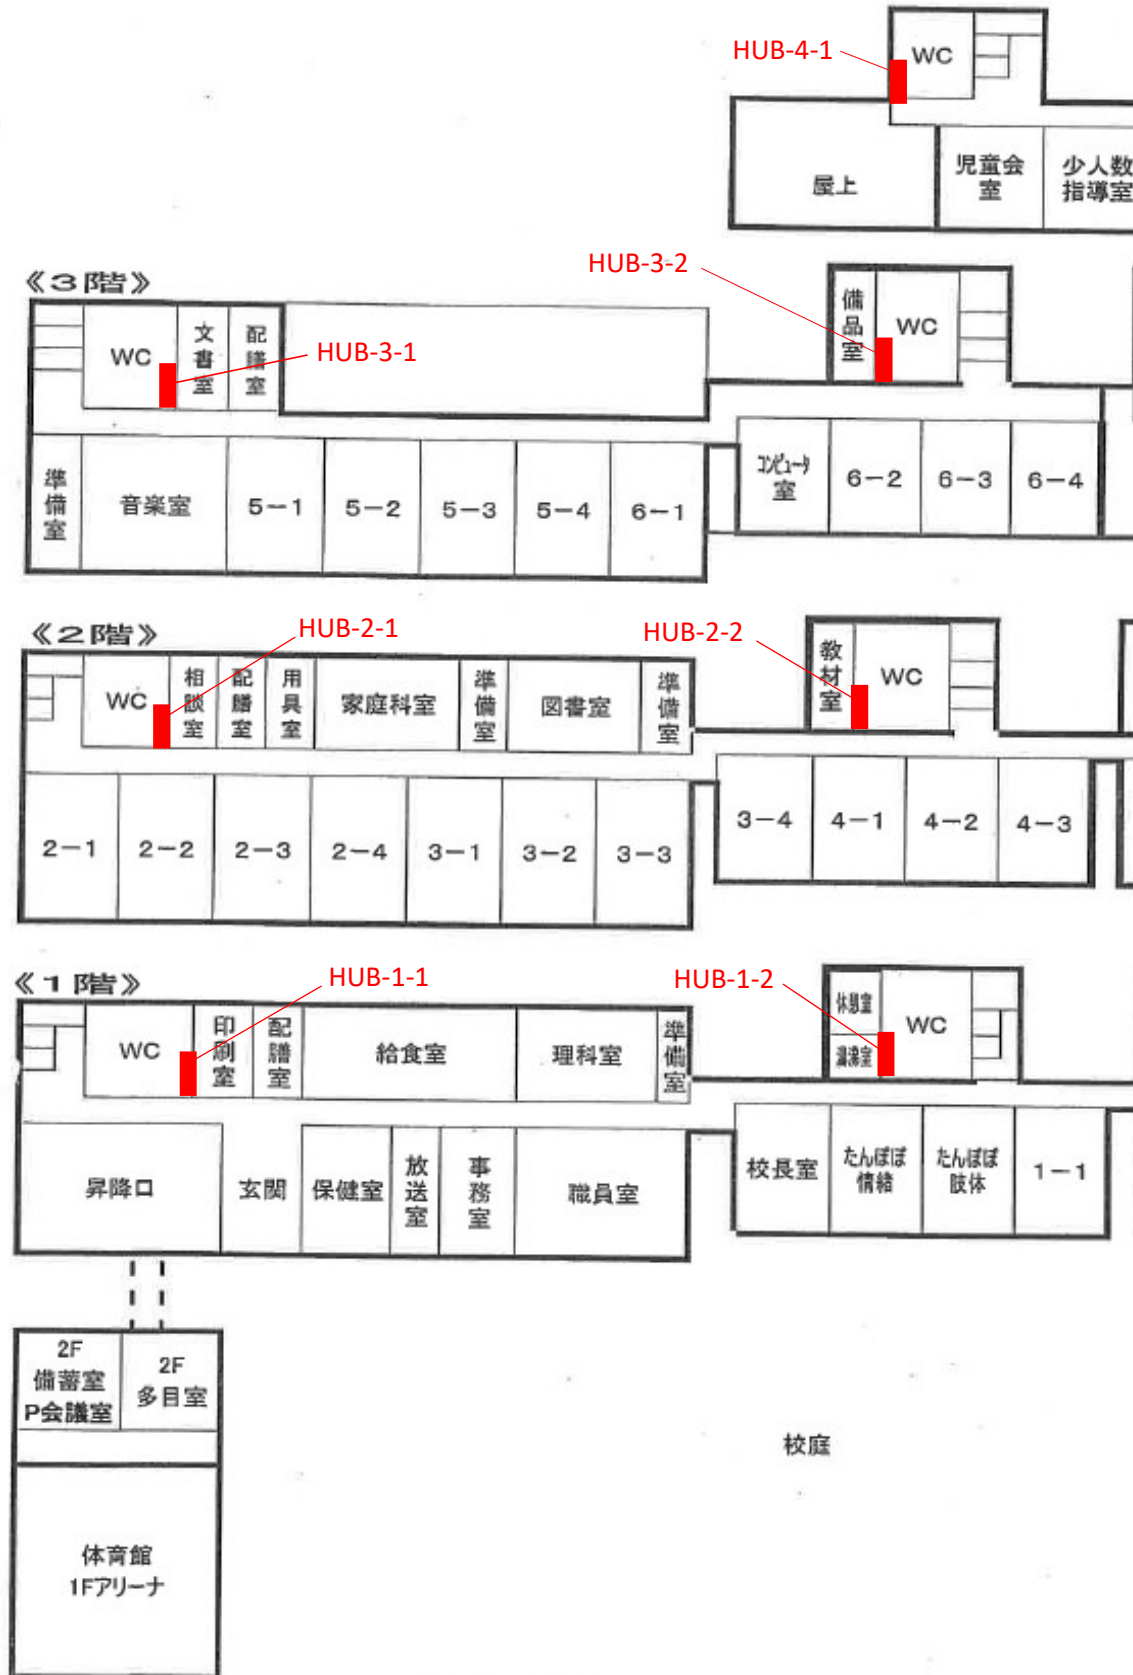 HUB-4-1
WC
屋上
児童会
室
少人数
指導室
《3階》
HUB-3-2
WC
文書室
配膳室
HUB-3-1
備品室
WC
準備室
音楽室
5－1
5－2
5－3
5－4
6－1
コンピュータ
室
6－2
6－3
6－4
《2階》
HUB-2-1
HUB-2-2
WC
相談室
配膳室
用具室
家庭科室
準備室
図書室
準備室
教材室
WC
2－1
2－2
2－3
2－4
3－1
3－2
3－3
3－4
4－1
4－2
4－3
《1階》
HUB-1-1
HUB-1-2
WC
印刷室
配膳室
給食室
理科室
準備室
休憩室
湯沸室
WC
昇降口
玄関
保健室
放送室
事務室
職員室
校長室
たんぽぽ
情緒
たんぽぽ
肢体
1－1
2F
備蓄室
P会議室
2F
多目室
校庭
体育館
1Fアリーナ